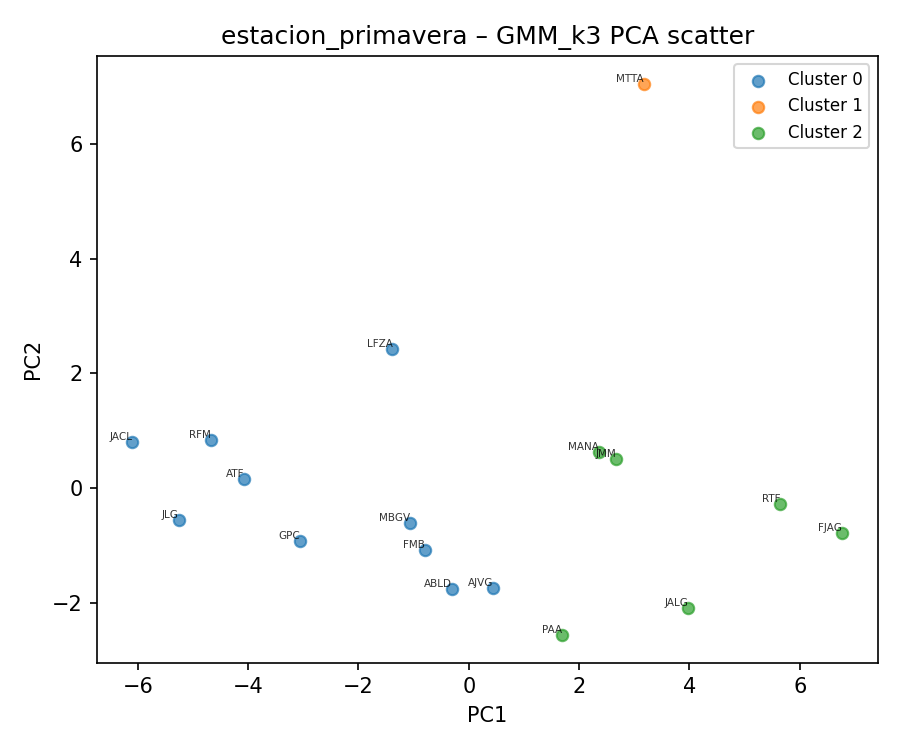 estacion_primavera – GMM_k3 PCA scatter
MTTA
Cluster 0
Cluster 1
Cluster 2
6
4
PC2
2
0
−2
LFZA
JACL
RFM
ATF
JLG
GPC
MBGV
FMB
ABLD
AJVG
MANA
JMM
RTF
FJAG
JALG
PAA
−6
−4
−2
0
2
4
6
PC1